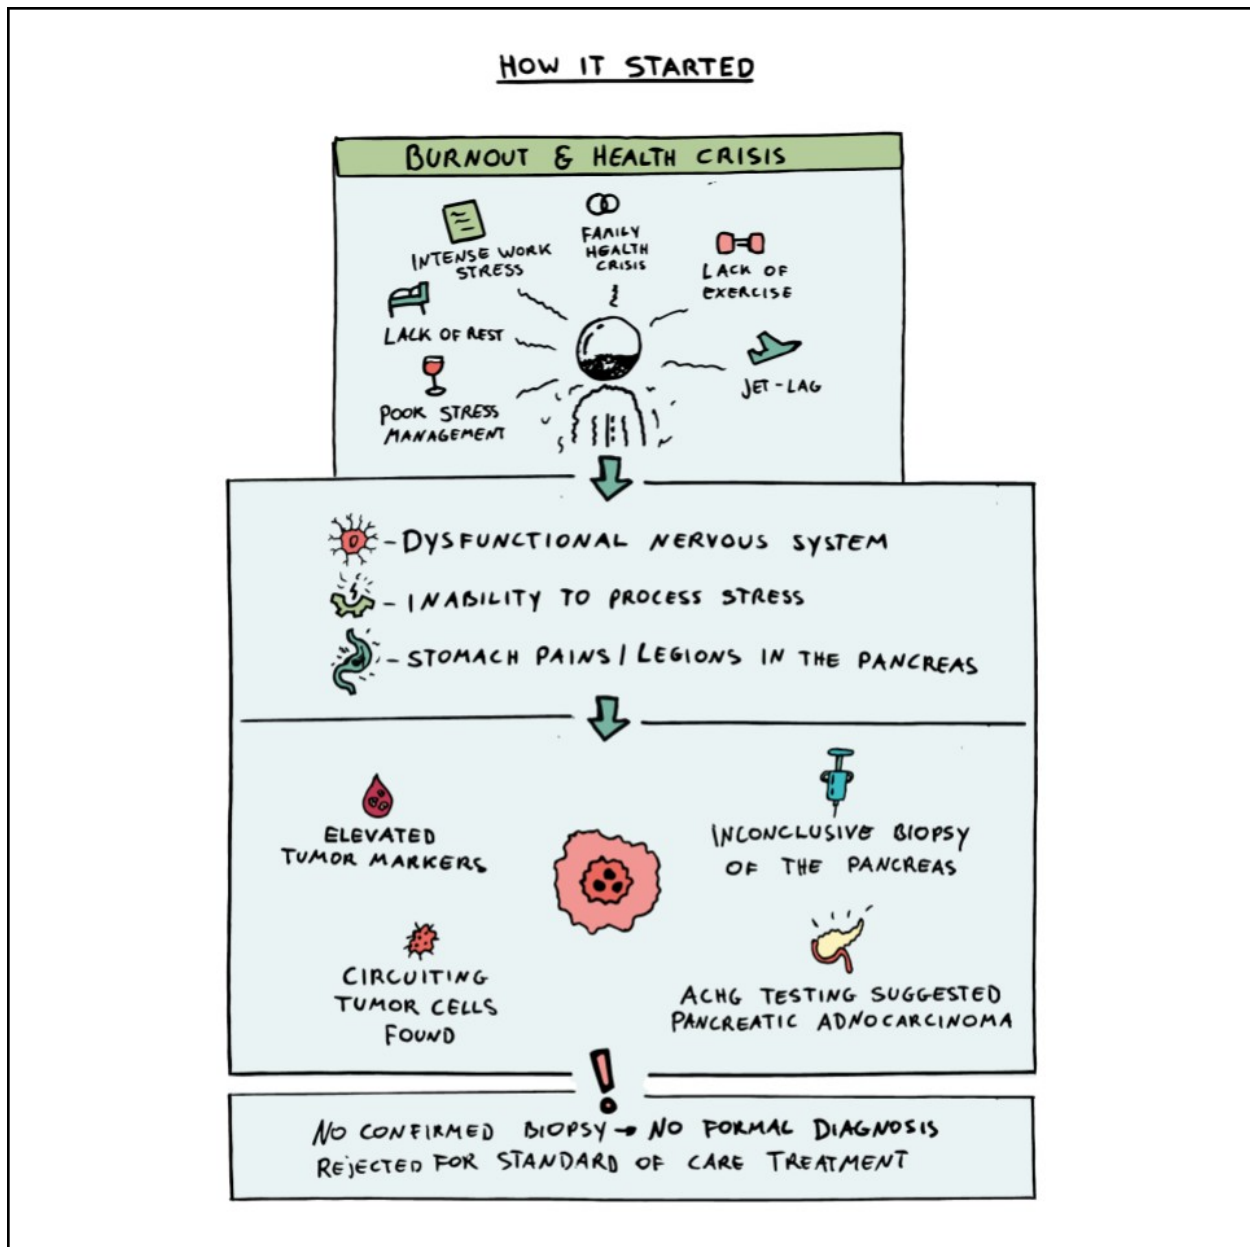 HOW IT STARTED
BURNOUT & HEALTH CRISIS
INTENSE WORK
STRESS
FAMILY
HEALTH
CRISIS
LACK OF
EXERCISE
LACK OF REST
JET-LAG
POOR STRESS
MANAGEMENT
- DYSFUNCTIONAL NERVOUS SYSTEM
- INABILITY TO PROCESS STRESS
- STOMACH PAINS / LEGIONS IN THE PANCREAS
ELEVATED
TUMOR MARKERS
INCONCLUSIVE BIOPSY
OF THE PANCREAS
CIRCUITING
TUMOR CELLS
FOUND
ACHG TESTING SUGGESTED
PANCREATIC ADNOCARCINOMA
!
NO CONFIRMED BIOPSY → NO FORMAL DIAGNOSIS
REJECTED FOR STANDARD OF CARE TREATMENT